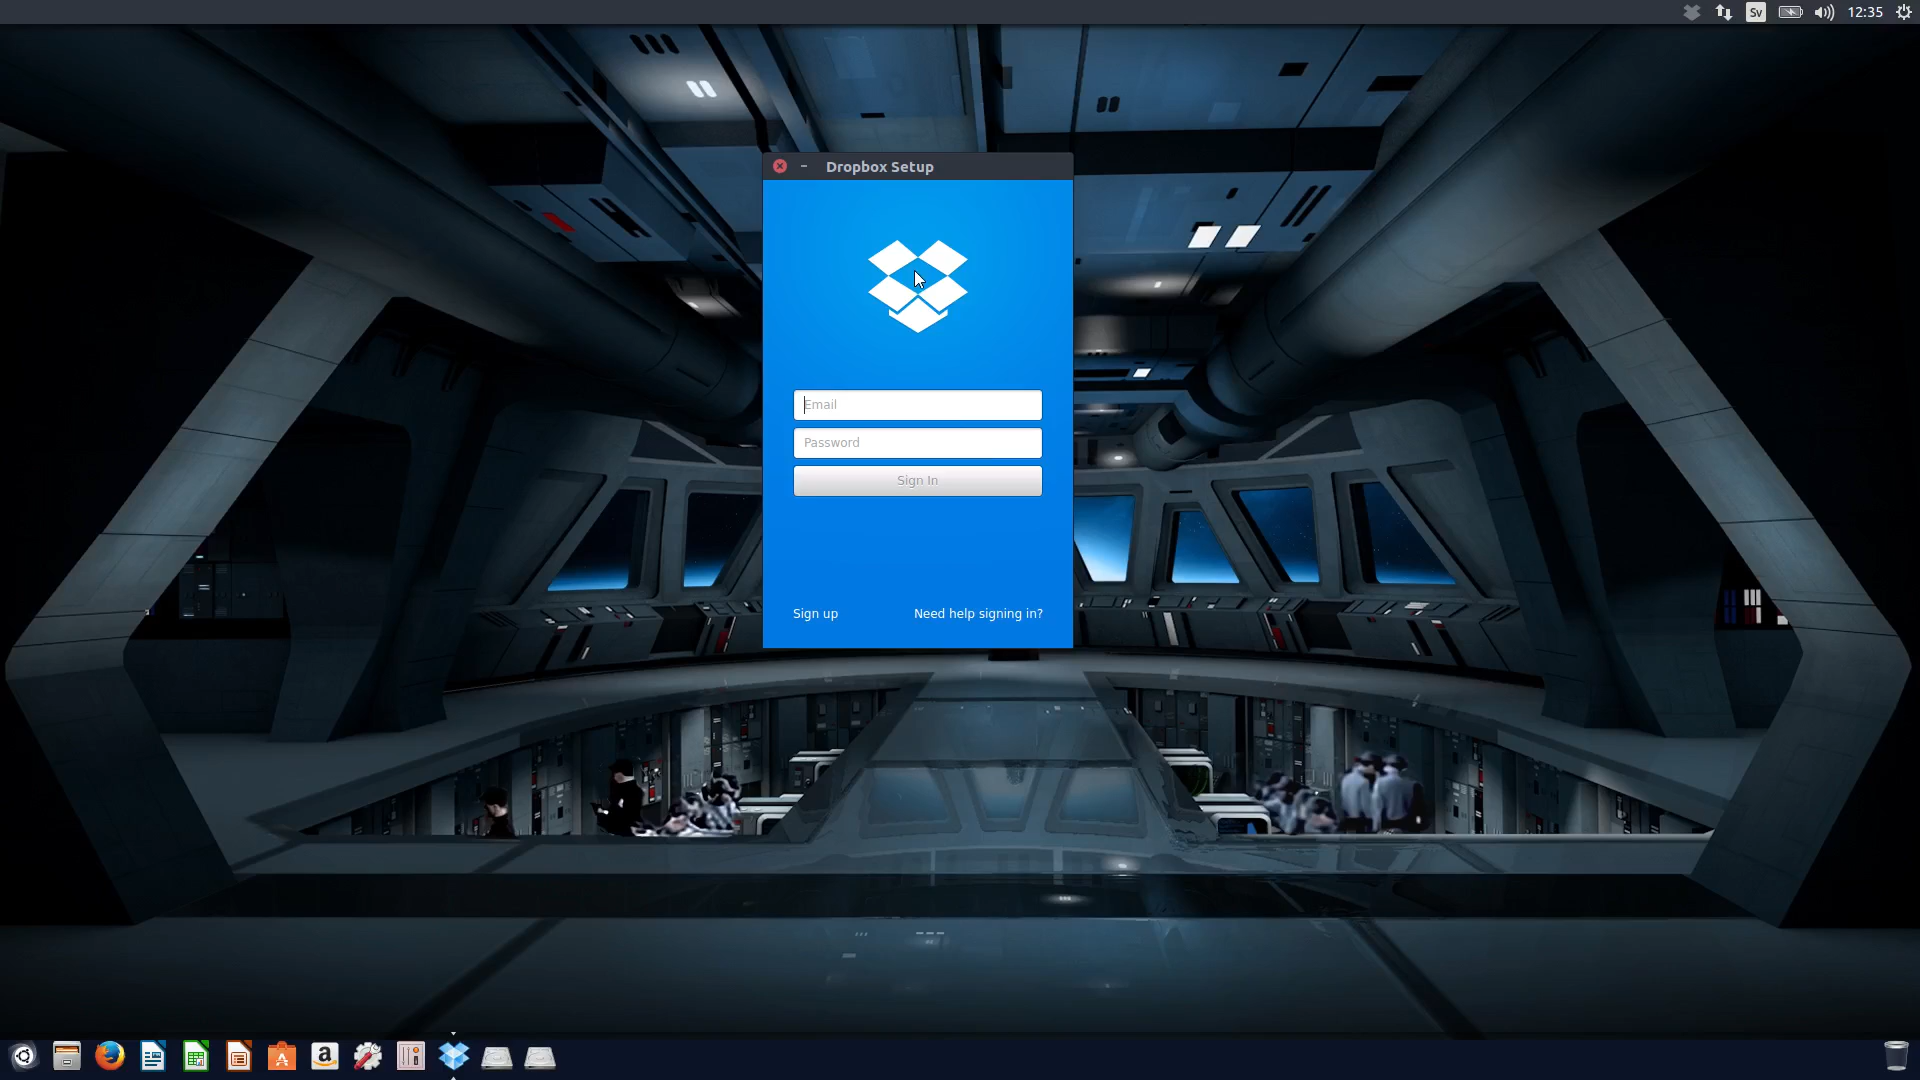 Sv
12:35
Dropbox Setup
Email
Password
Sign In
Sign up
Need help signing in?